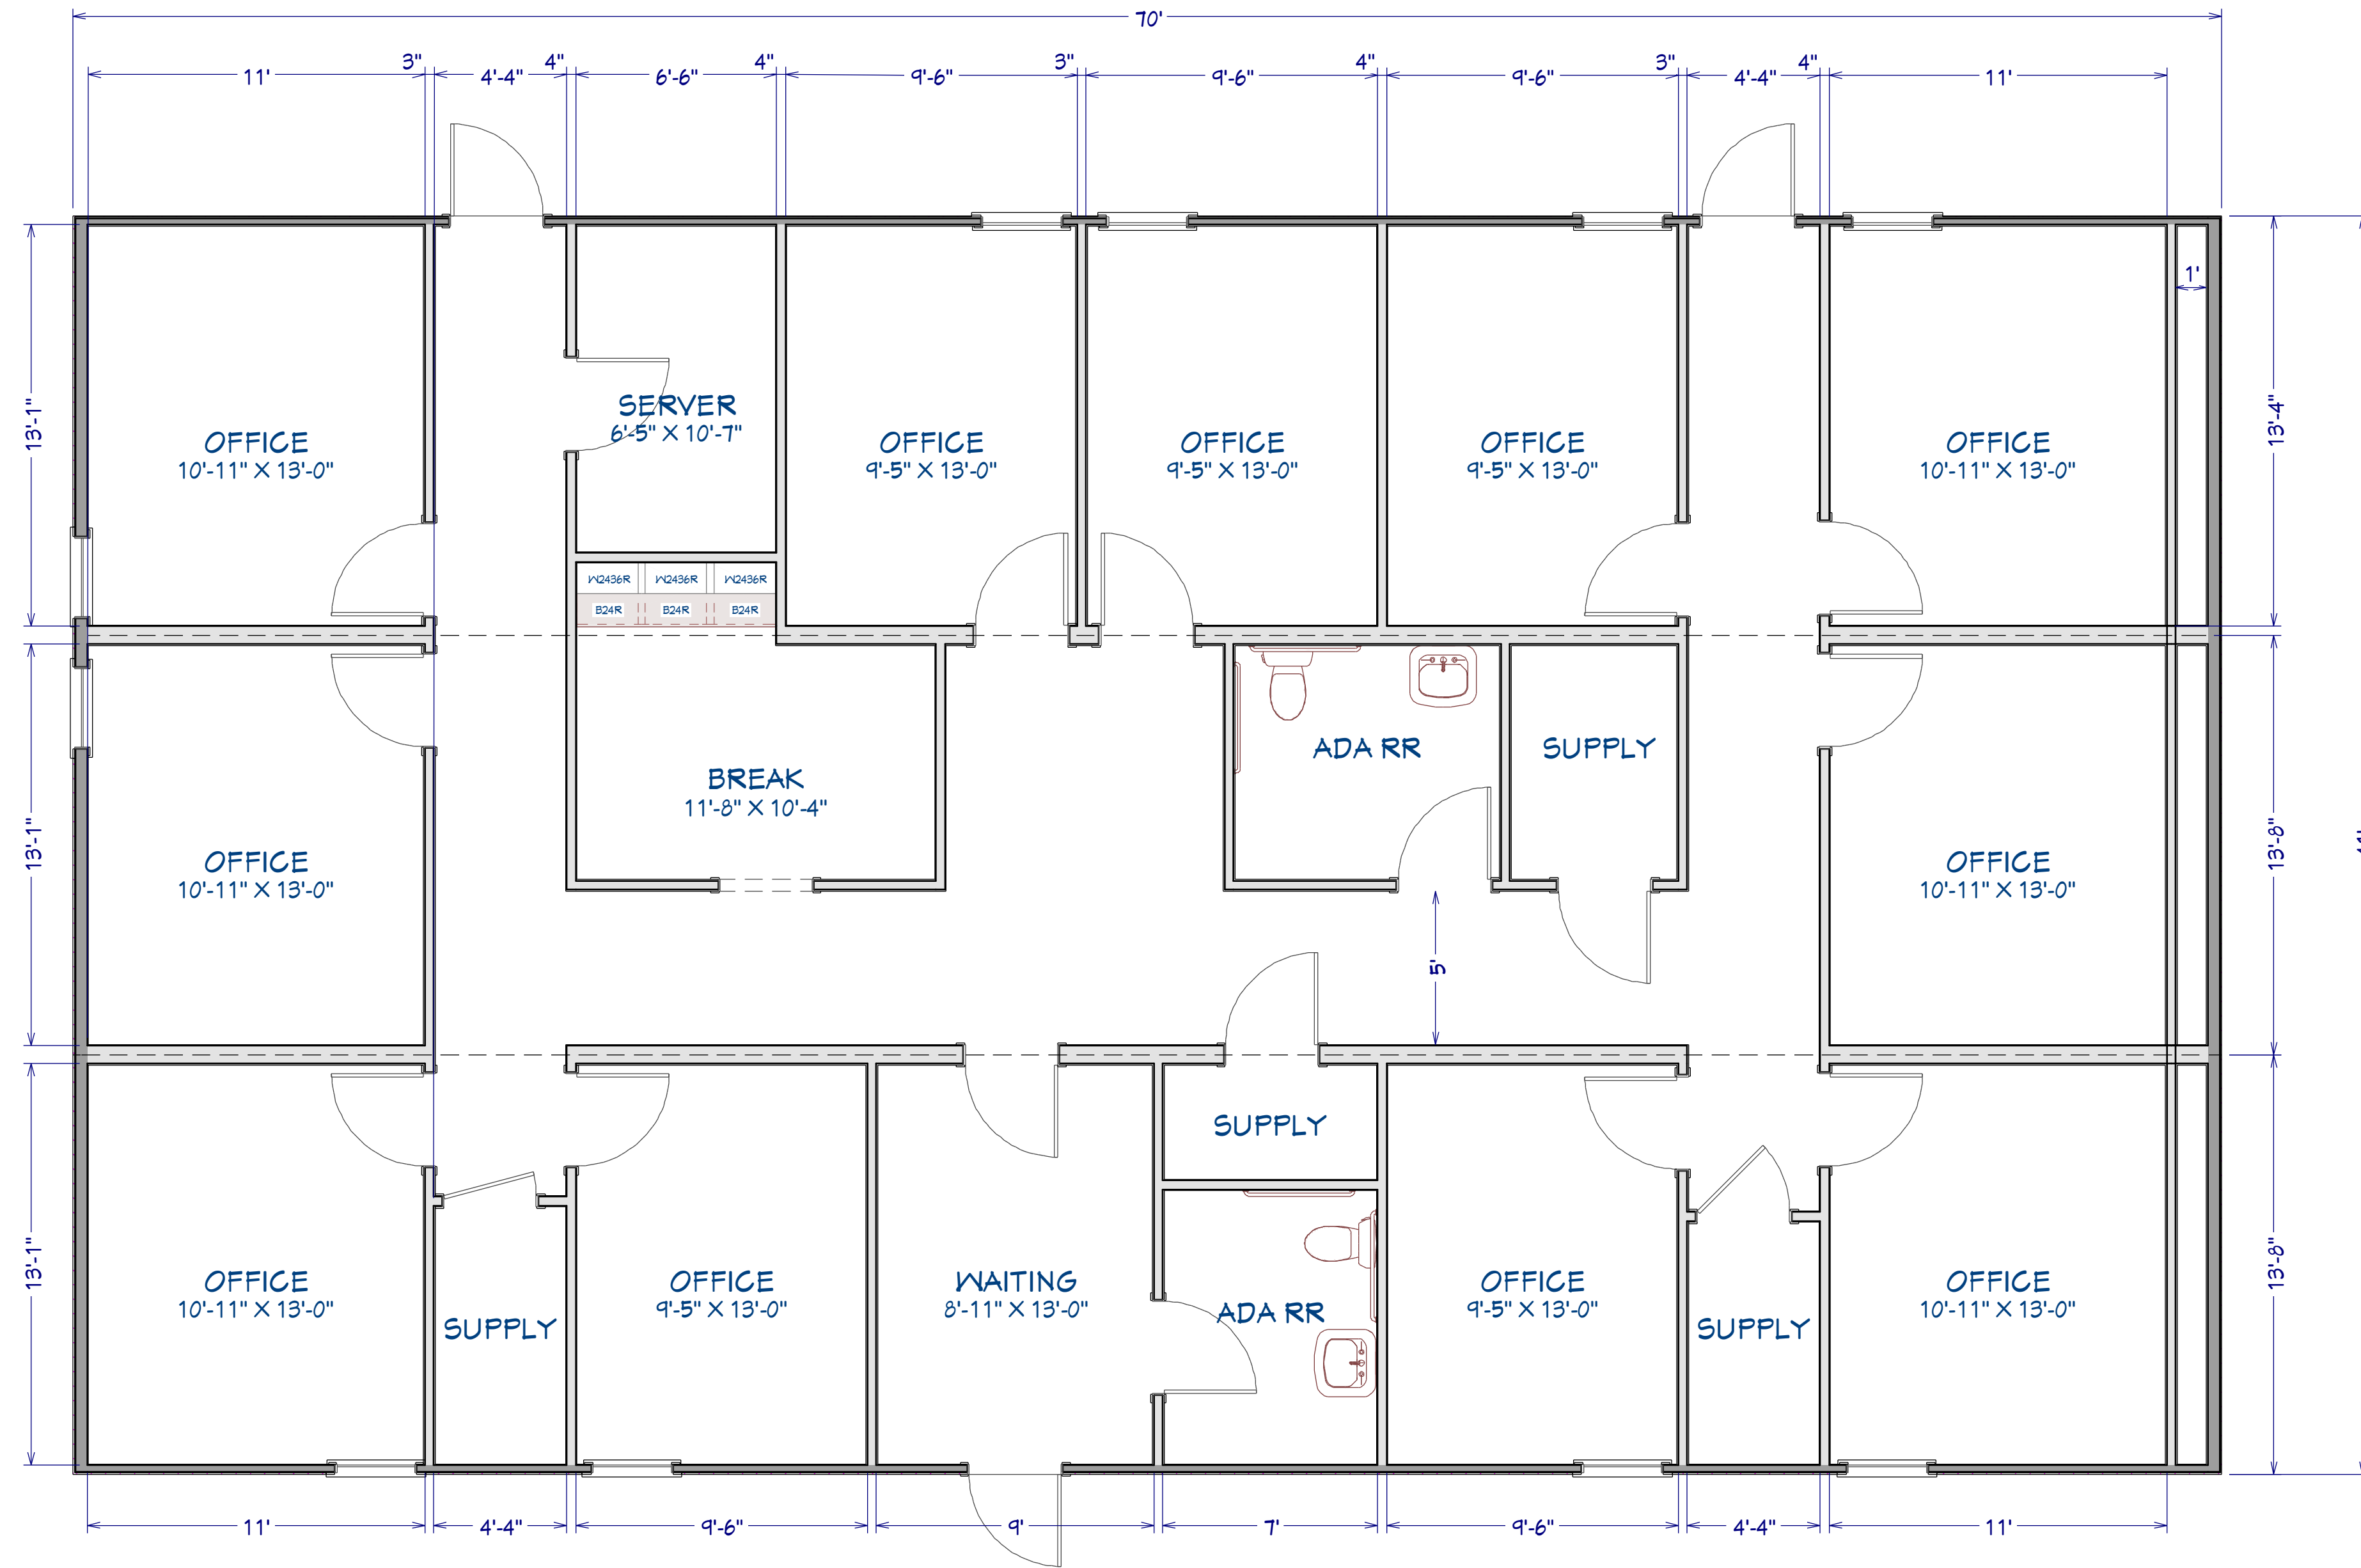 70'
3"
4"
4"
3"
4"
3"
4"
11'
4'-4"
6'-6"
9'-6"
9'-6"
9'-6"
4'-4"
11'
1'
13'-1"
13'-4"
SERVER
6'-5" X 10'-7"
OFFICE
10'-11" X 13'-0"
OFFICE
9'-5" X 13'-0"
OFFICE
9'-5" X 13'-0"
OFFICE
9'-5" X 13'-0"
OFFICE
10'-11" X 13'-0"
W2436R
W2436R
W2436R
B24R
B24R
B24R
ADA RR
SUPPLY
BREAK
11'-8" X 10'-4"
13'-1"
13'-8"
OFFICE
10'-11" X 13'-0"
OFFICE
10'-11" X 13'-0"
5'
SUPPLY
13'-1"
13'-8"
OFFICE
10'-11" X 13'-0"
OFFICE
9'-5" X 13'-0"
WAITING
8'-11" X 13'-0"
ADA RR
OFFICE
9'-5" X 13'-0"
OFFICE
10'-11" X 13'-0"
SUPPLY
SUPPLY
11'
4'-4"
9'-6"
9'
7'
9'-6"
4'-4"
11'